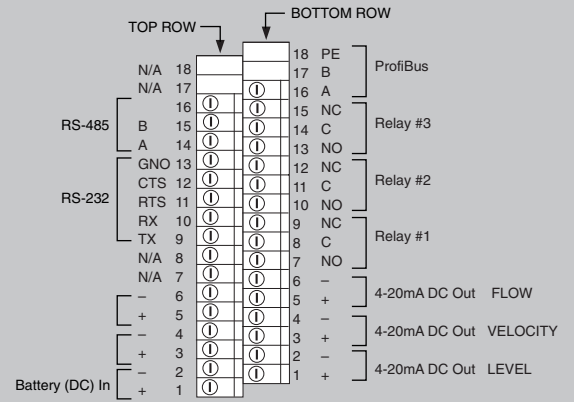 BOTTOM ROW
TOP ROW
N/A 18
N/A 17
16
B 15
A 14
RS-485
GNO 13
CTS 12
RTS 11
RX 10
TX 9
RS-232
N/A 8
N/A 7
– 6
+ 5
– 4
+ 3
– 2
+ 1
Battery (DC) In
18 PE
17 B
16 A
ProfiBus
15 NC
14 C
13 NO
Relay #3
12 NC
11 C
10 NO
Relay #2
9 NC
8 C
7 NO
Relay #1
6 –
5 +
4-20mA DC Out FLOW
4 –
3 +
4-20mA DC Out VELOCITY
2 –
1 +
4-20mA DC Out LEVEL